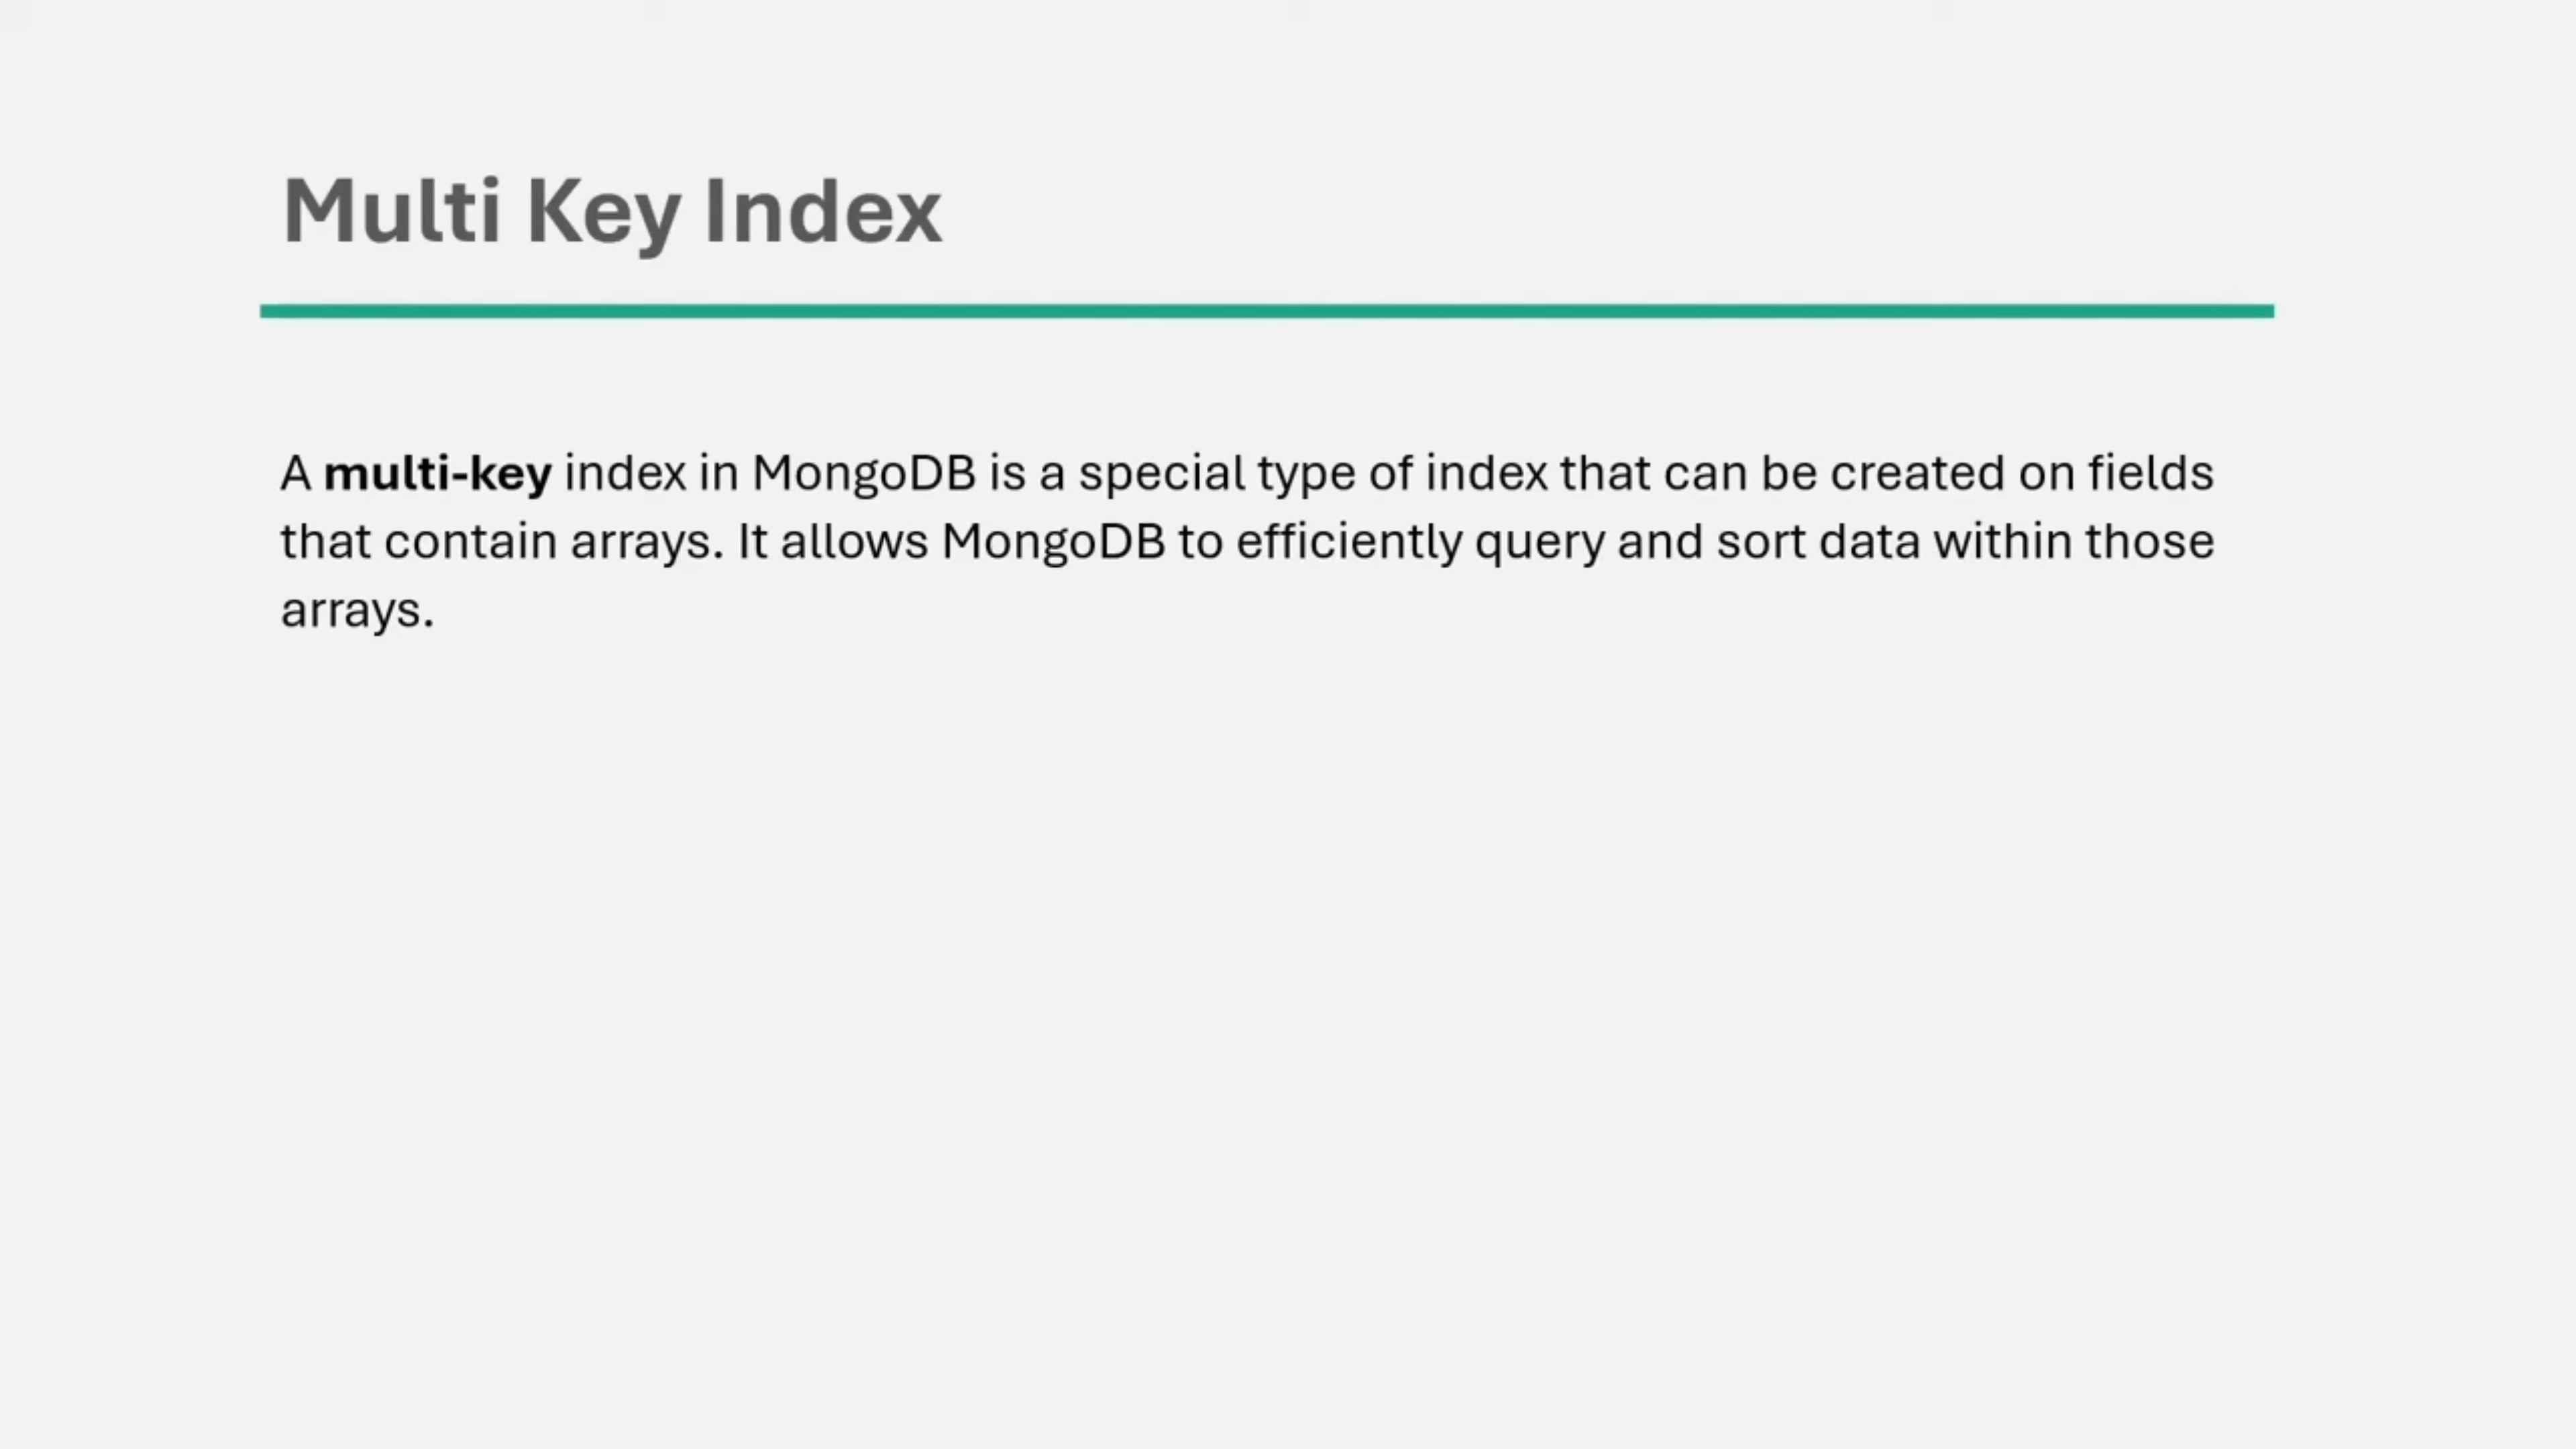 Multi Key Index
A multi-key index in MongoDB is a special type of index that can be created on fields
that contain arrays. It allows MongoDB to efficiently query and sort data within those
arrays.